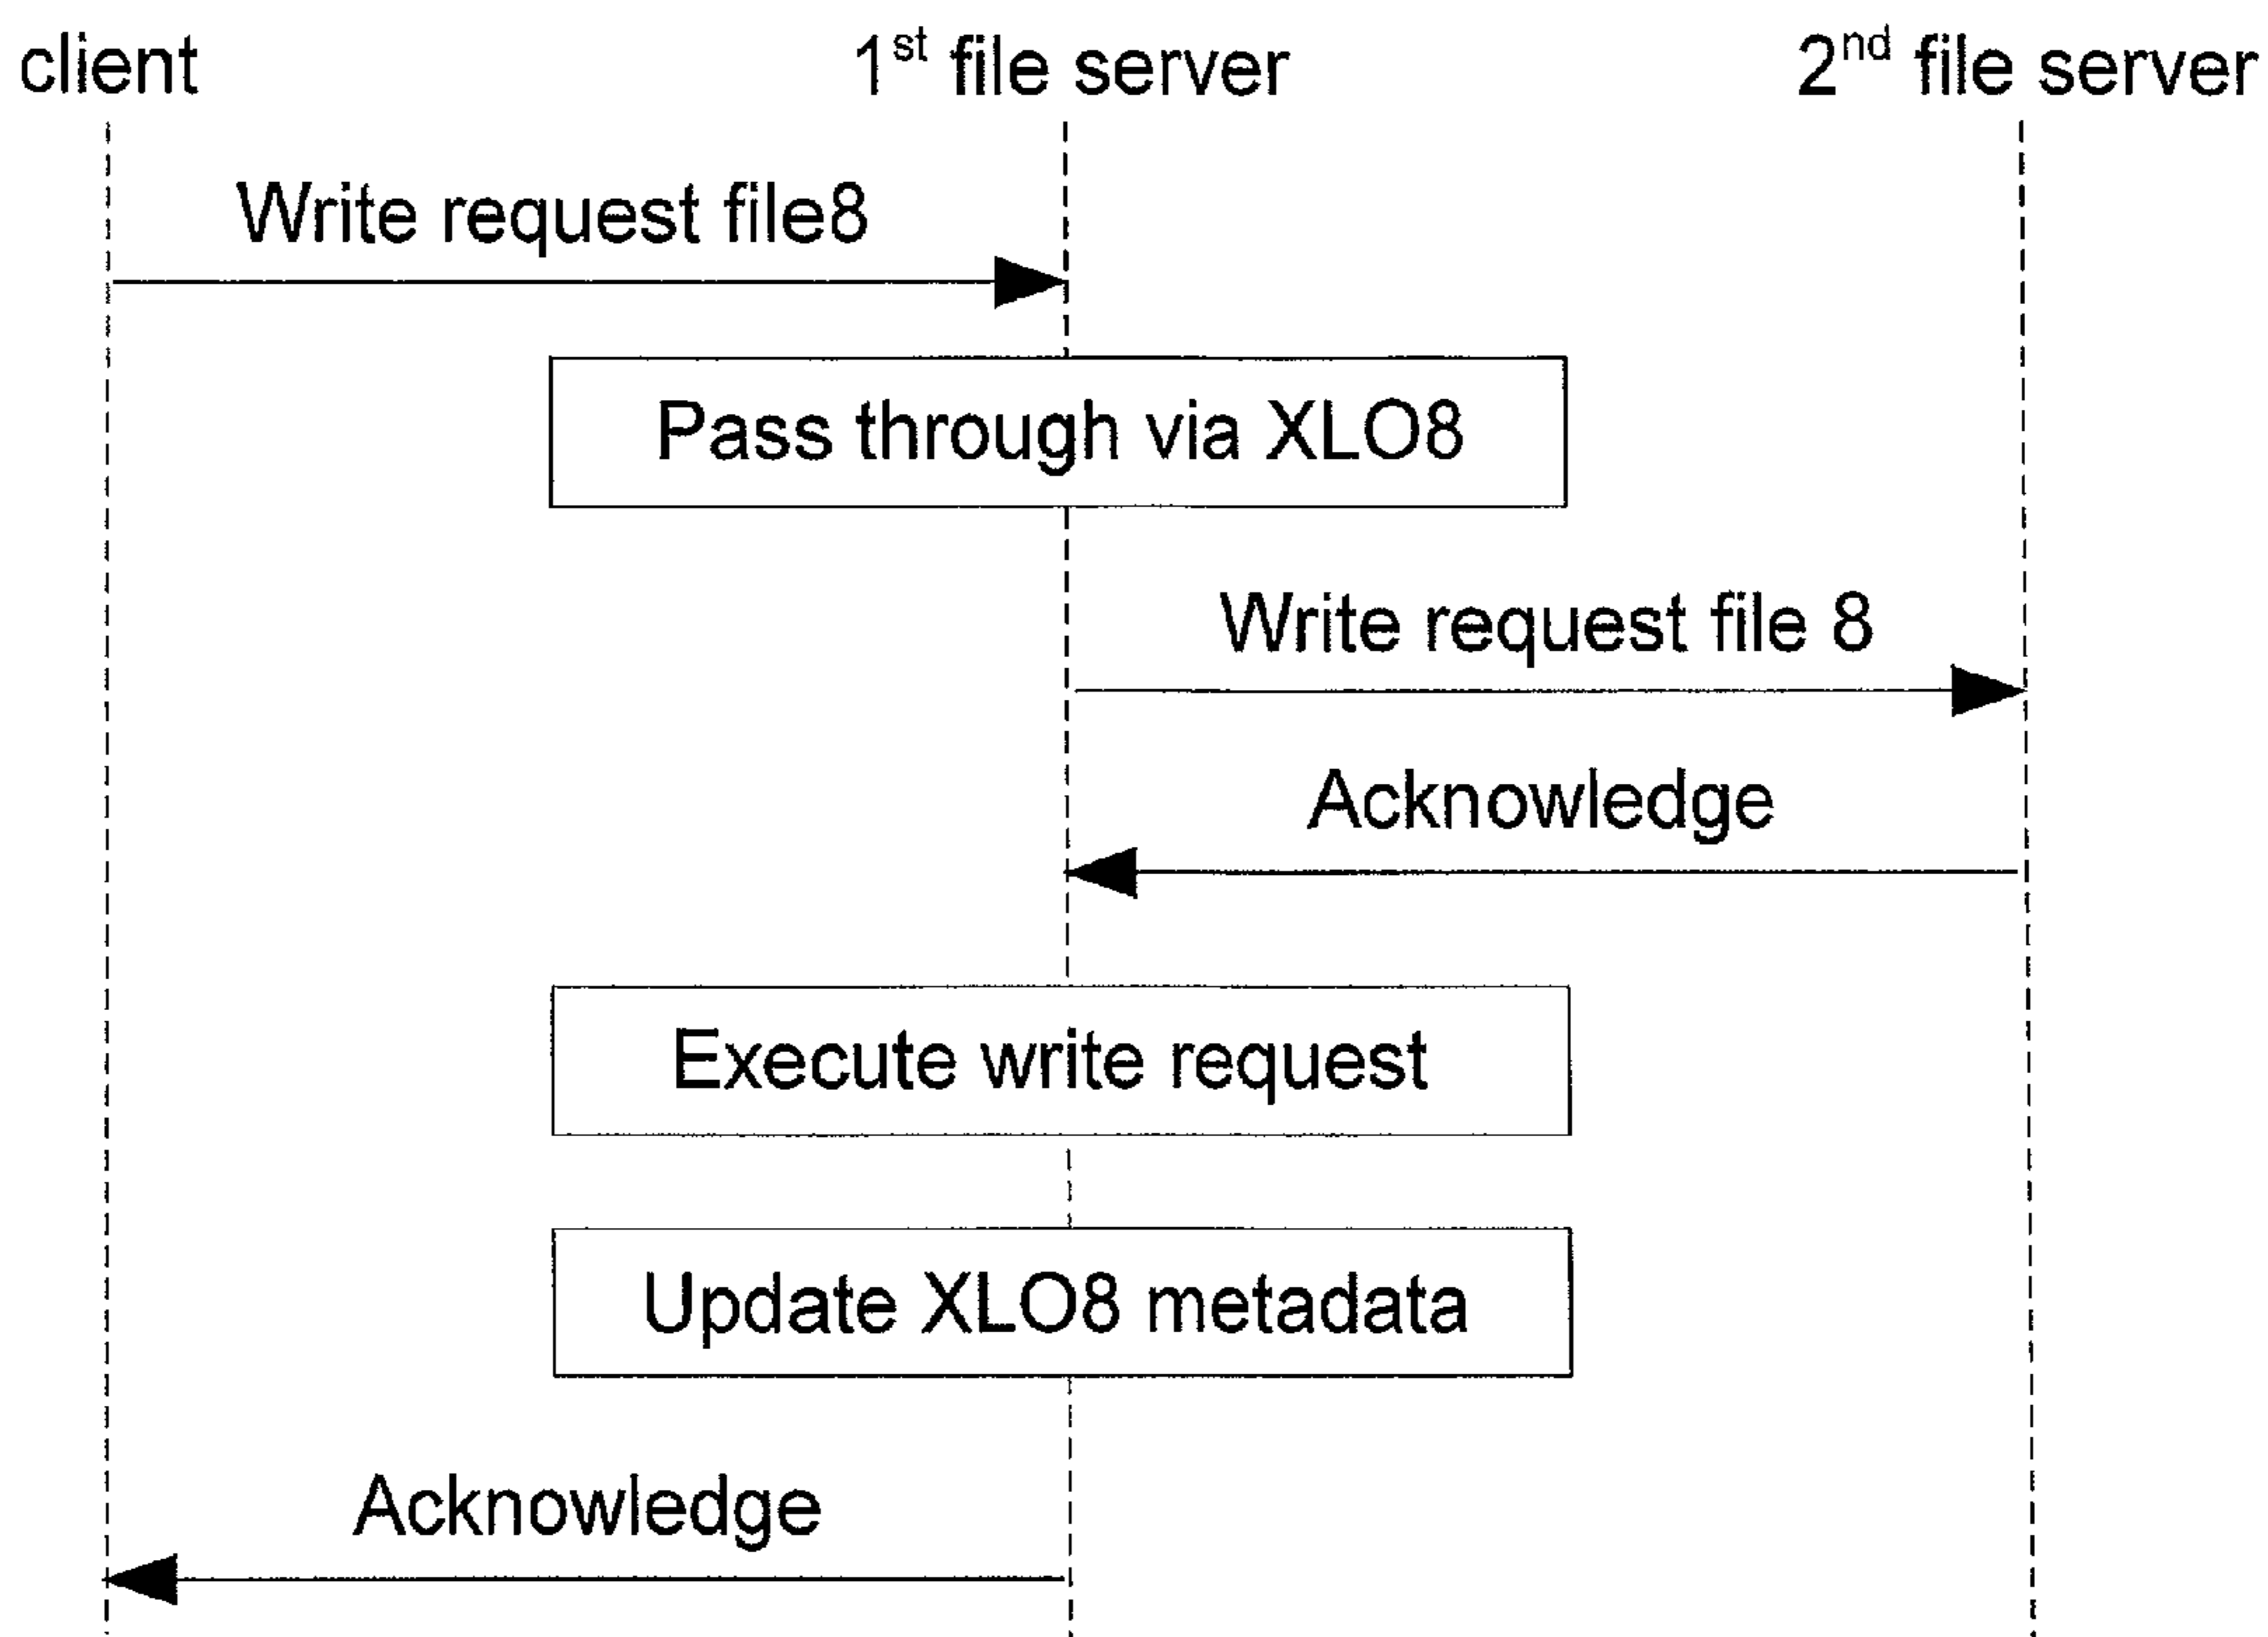 client
1st file server
2nd file server
Write request file8
Pass through via XLO8
Write request file 8
Acknowledge
Execute write request
Update XLO8 metadata
Acknowledge